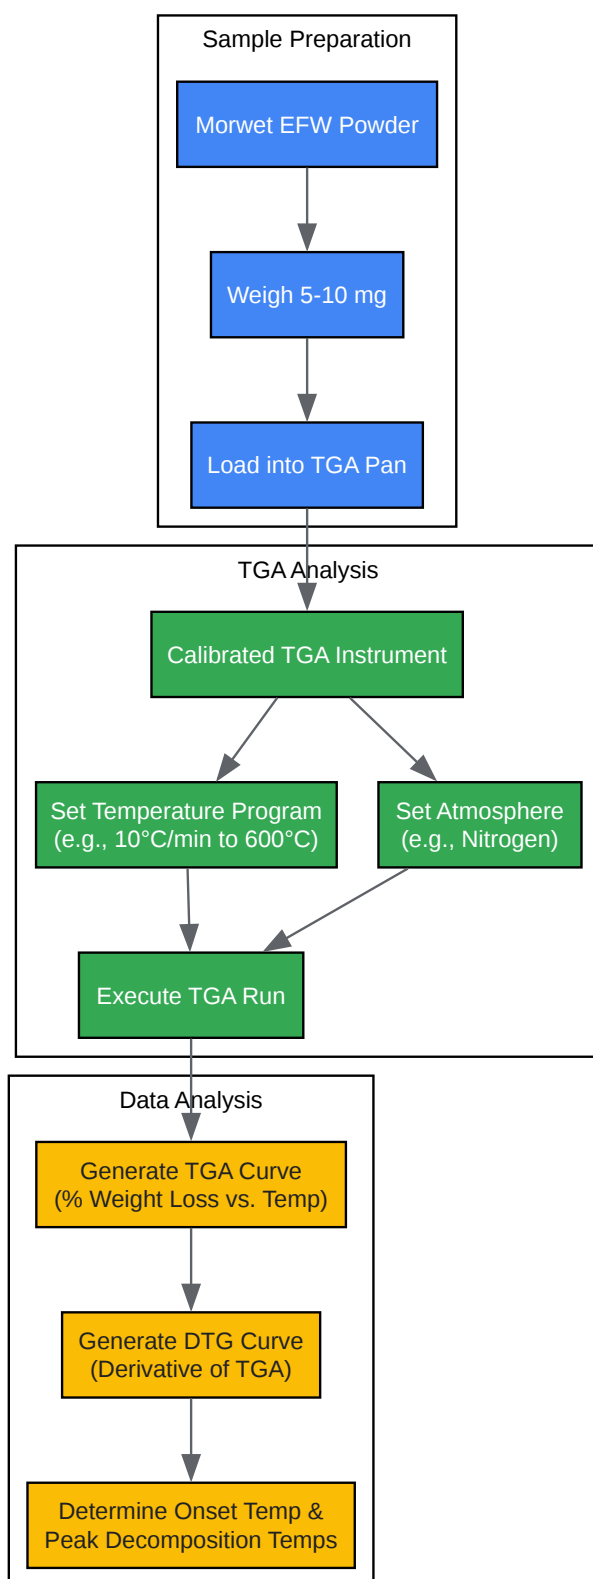 Sample Preparation
Morwet EFW Powder
Weigh 5-10 mg
Load into TGA Pan
TGA Analysis
Calibrated TGA Instrument
Set Temperature Program
(e.g., 10°C/min to 600°C)
Set Atmosphere
(e.g., Nitrogen)
Execute TGA Run
Data Analysis
Generate TGA Curve
(% Weight Loss vs. Temp)
Generate DTG Curve
(Derivative of TGA)
Determine Onset Temp &
Peak Decomposition Temps